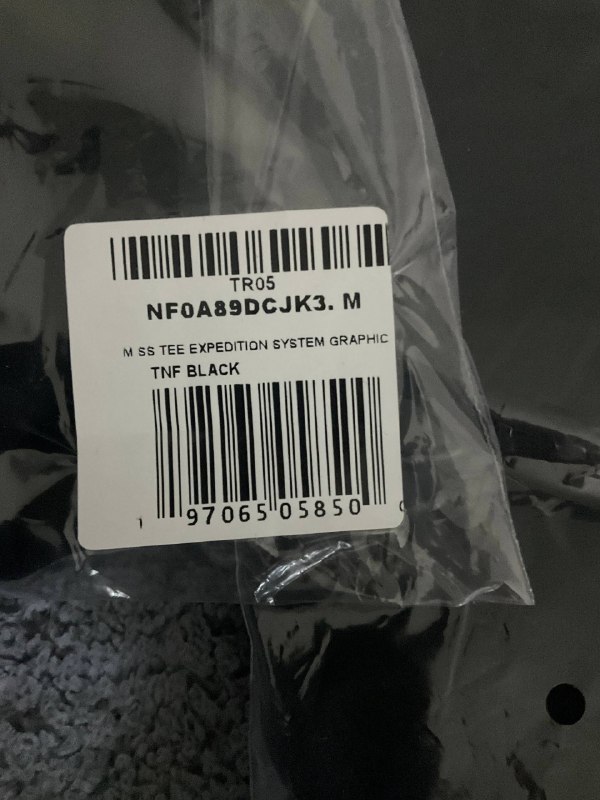 TR05
NF0A89DCJK3. M
M SS TEE EXPEDITION SYSTEM GRAPHIC
TNF BLACK
1 97065 05850